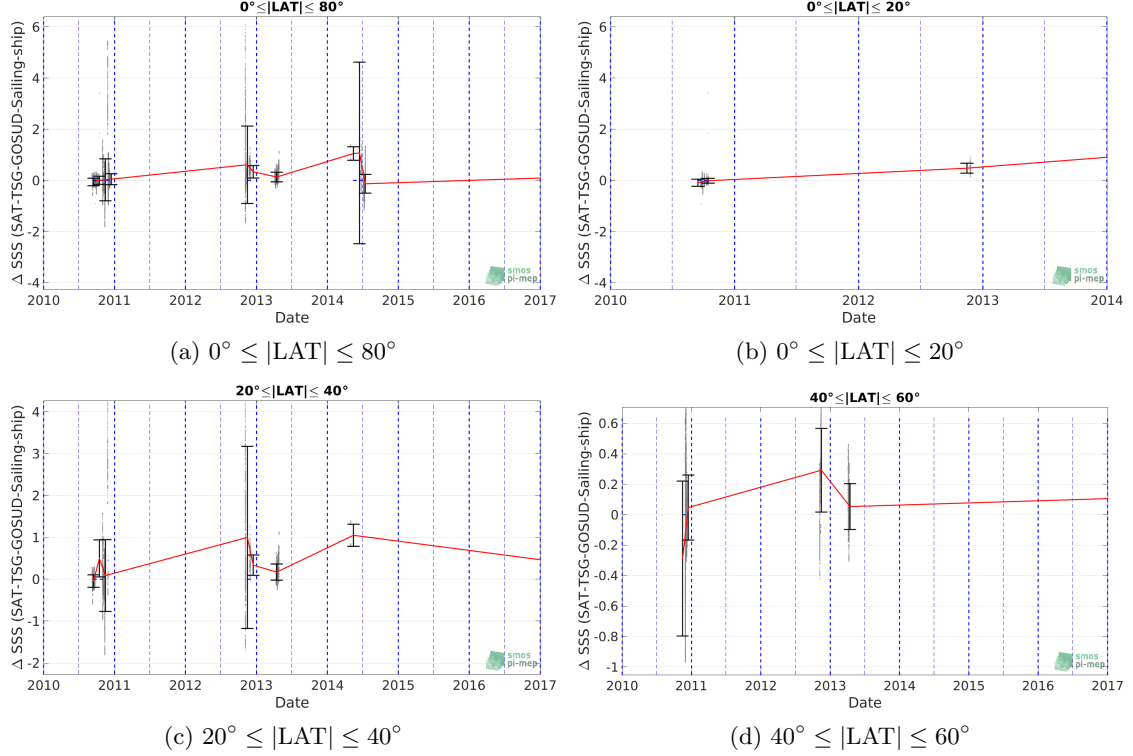 0°≤|LAT|≤ 80°
Δ SSS (SAT-TSG-GOSUD-Sailing-ship)
6
4
2
0
-2
-4
2010 2011 2012 2013 2014 2015 2016 2017
Date
smos
pi-mep
(a) 0° ≤ |LAT| ≤ 80°
0°≤|LAT|≤ 20°
Δ SSS (SAT-TSG-GOSUD-Sailing-ship)
6
4
2
0
-2
-4
2010 2011 2012 2013 2014
Date
smos
pi-mep
(b) 0° ≤ |LAT| ≤ 20°
20°≤|LAT|≤ 40°
Δ SSS (SAT-TSG-GOSUD-Sailing-ship)
4
3
2
1
0
-1
-2
2010 2011 2012 2013 2014 2015 2016 2017
Date
smos
pi-mep
(c) 20° ≤ |LAT| ≤ 40°
40°≤|LAT|≤ 60°
Δ SSS (SAT-TSG-GOSUD-Sailing-ship)
0.6
0.4
0.2
0
-0.2
-0.4
-0.6
-0.8
-1
2010 2011 2012 2013 2014 2015 2016 2017
Date
smos
pi-mep
(d) 40° ≤ |LAT| ≤ 60°